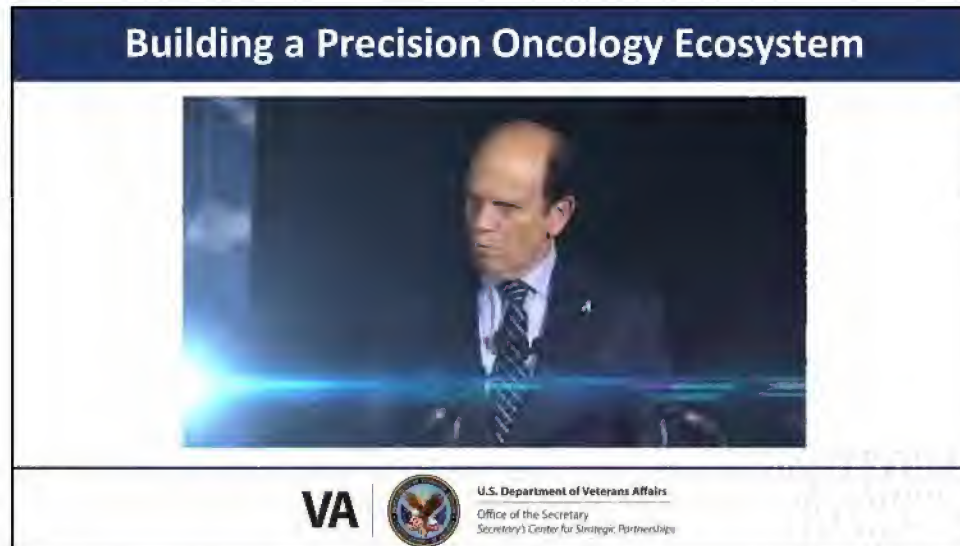 Building a Precision Oncology Ecosystem
VA
U.S. Department of Veterans Affairs
Office of the Secretary
Secretary's Center for Strategic Partnerships